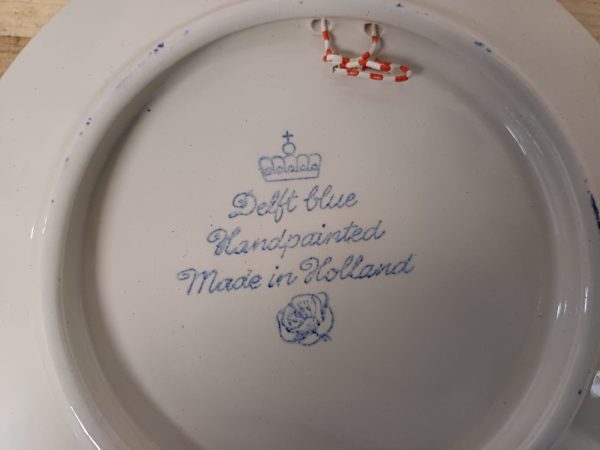 Delft blue
Handpainted
Made in Holland